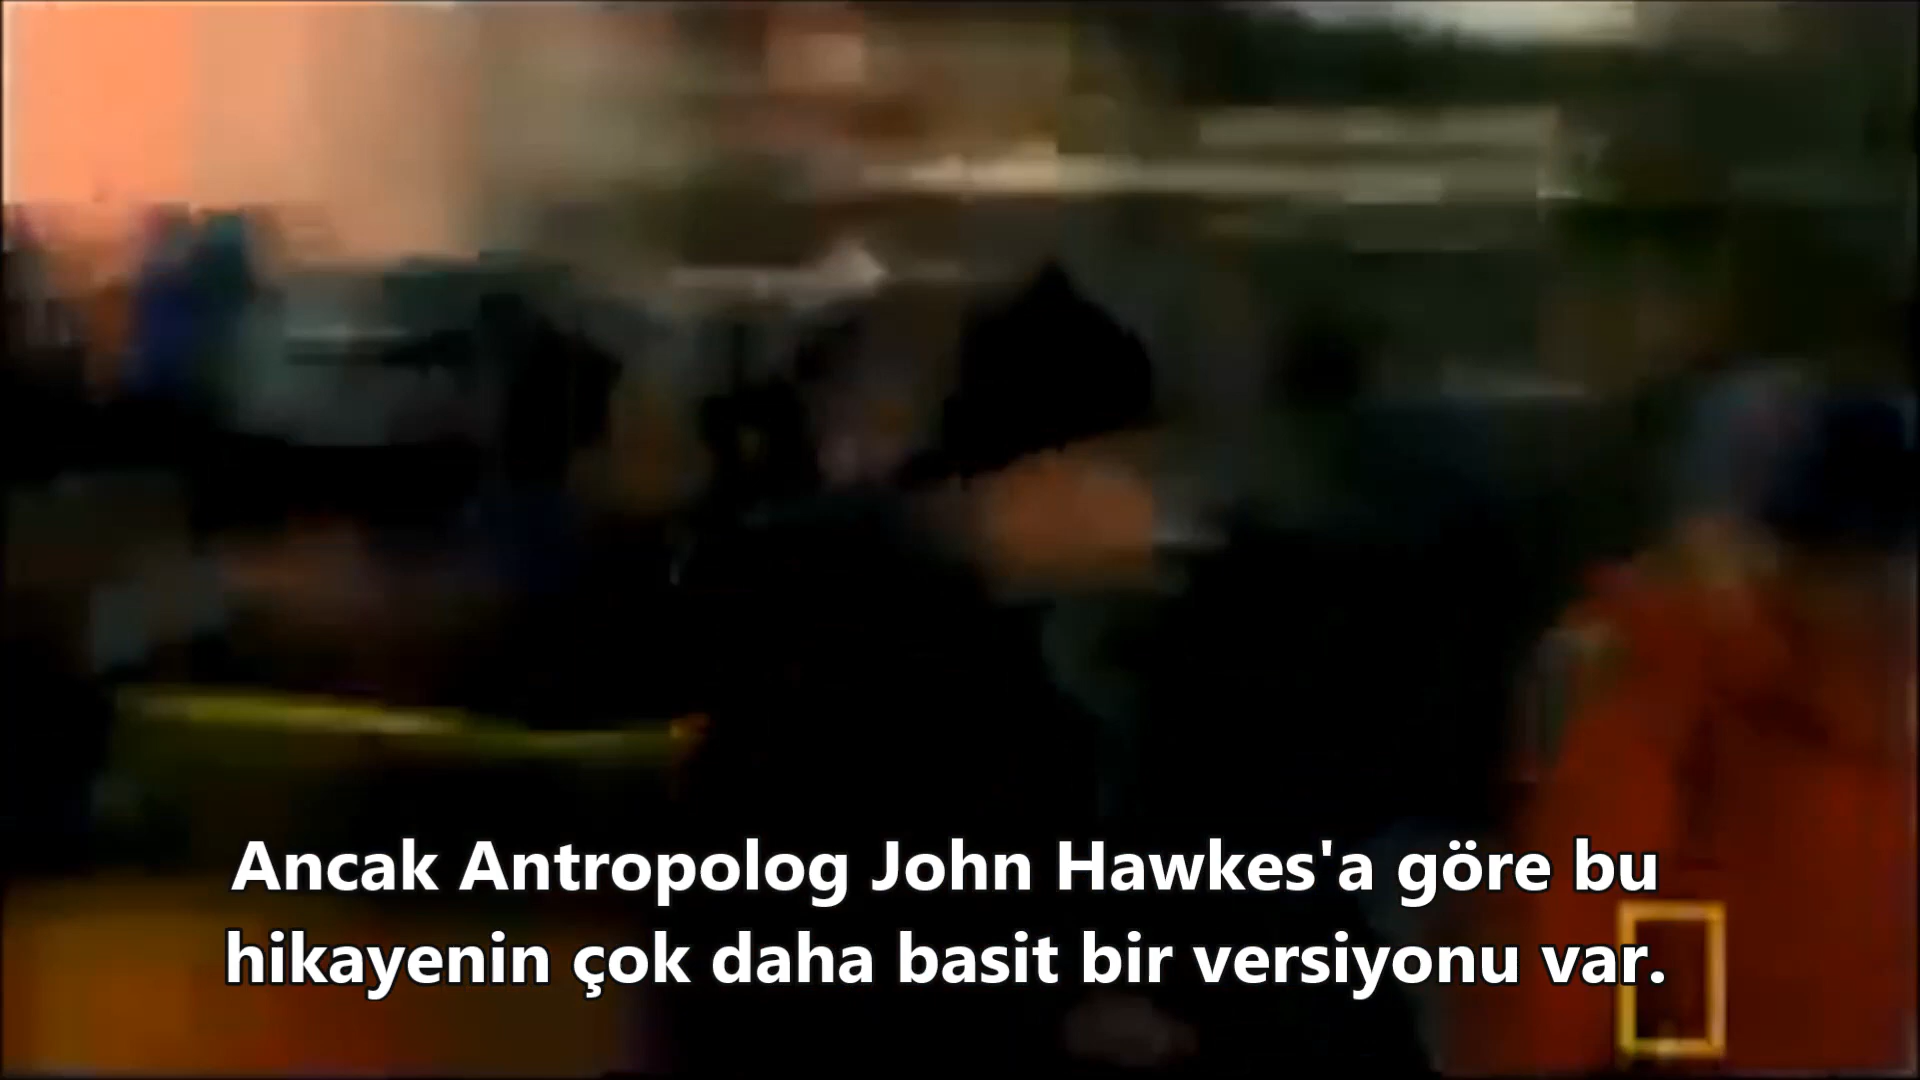 Ancak Antropolog John Hawkes'a göre bu
hikayenin çok daha basit bir versiyonu var.